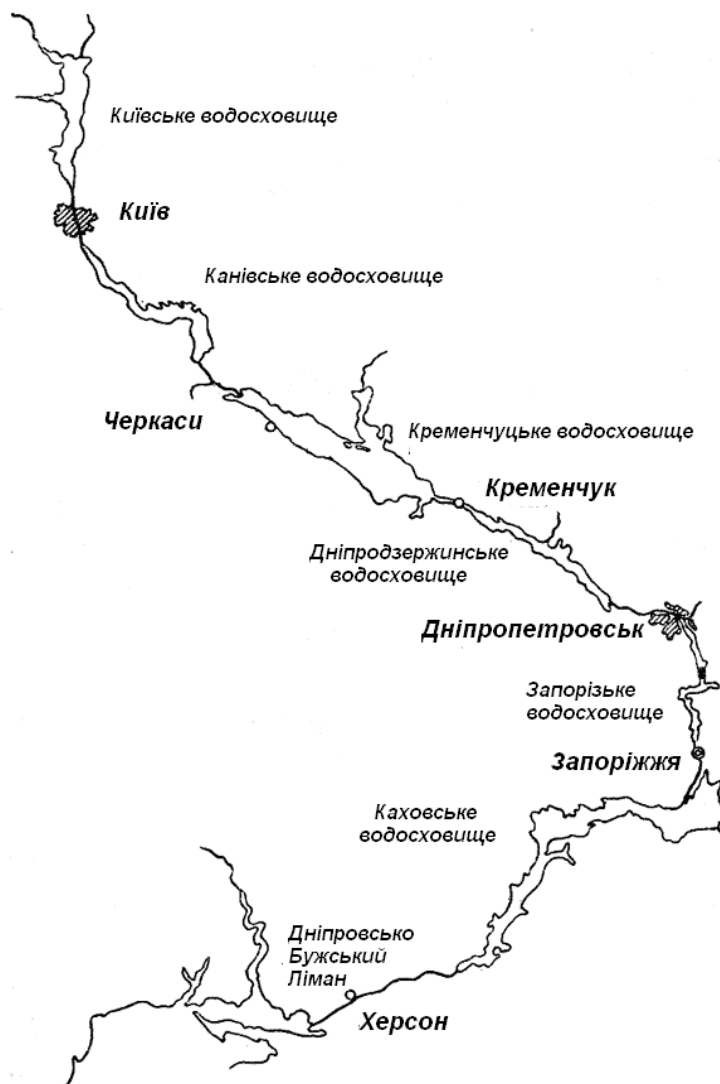 Київське водосховище
Київ
Канівське водосховище
Черкаси
Кременчуцьке водосховище
Кременчук
Дніпродзержинське
водосховище
Дніпропетровськ
Запорізьке
водосховище
Запоріжжя
Каховське
водосховище
Дніпровсько
Бужський
Ліман
Херсон